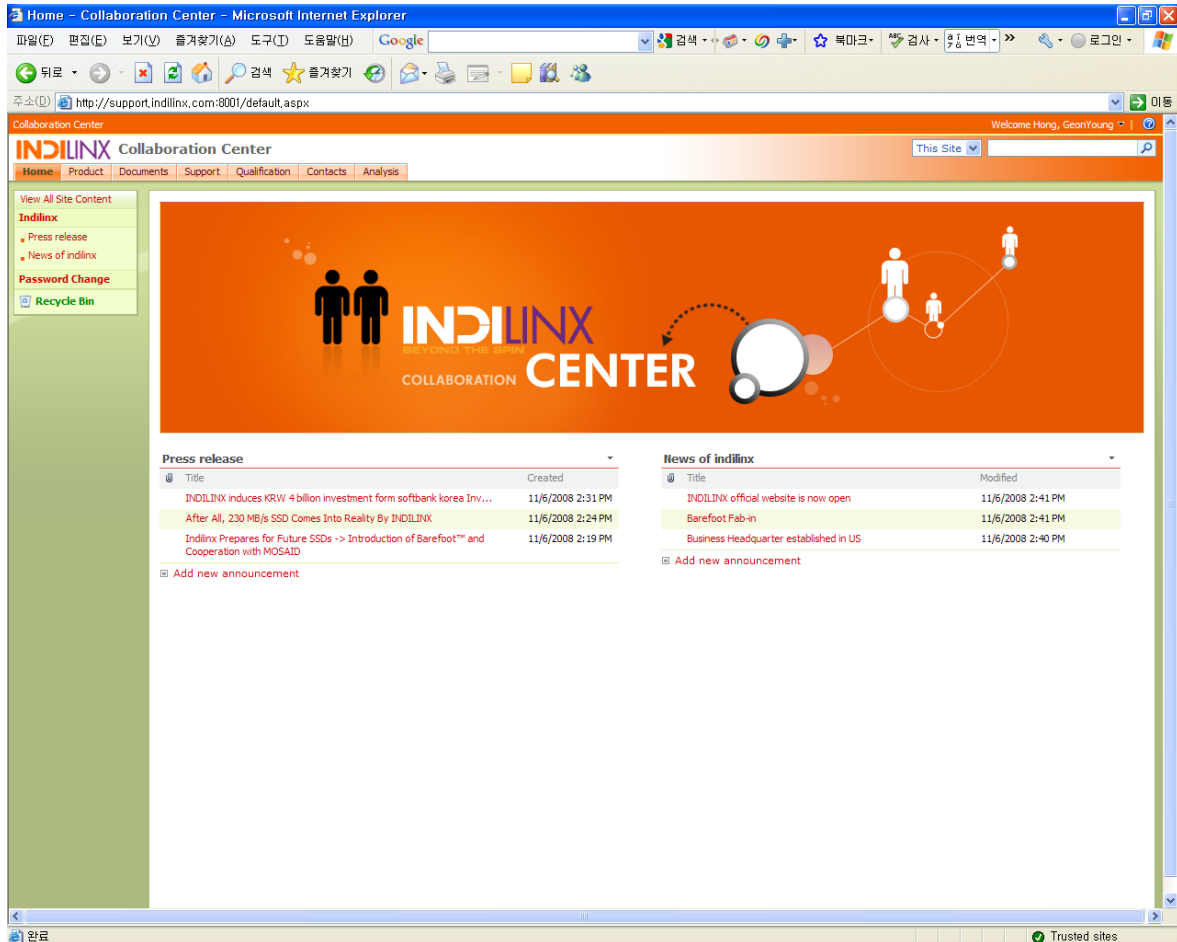 Home - Collaboration Center - Microsoft Internet Explorer
파일(F) 편집(E) 보기(V) 즐겨찾기(A) 도구(T) 도움말(H) Google 검색 북마크 검사 번역 » 로그인
뒤로 검색 즐겨찾기
주소(D) http://support.indilinx.com:8001/default.aspx 이동
Collaboration Center Welcome Hong, GeonYoung
INDILINX Collaboration Center This Site
Home Product Documents Support Qualification Contacts Analysis
View All Site Content
Indilinx
Press release
News of indilinx
Password Change
Recycle Bin
INDILINX
BEYOND THE SPIN
COLLABORATION CENTER
Press release
Title Created
INDILINX induces KRW 4 billion investment form softbank korea Inv... 11/6/2008 2:31 PM
After All, 230 MB/s SSD Comes Into Reality By INDILINX 11/6/2008 2:24 PM
Indilinx Prepares for Future SSDs -> Introduction of Barefoot™ and 11/6/2008 2:19 PM
Cooperation with MOSAID
Add new announcement
News of indilinx
Title Modified
INDILINX official website is now open 11/6/2008 2:41 PM
Barefoot Fab-in 11/6/2008 2:41 PM
Business Headquarter established in US 11/6/2008 2:40 PM
Add new announcement
완료 Trusted sites